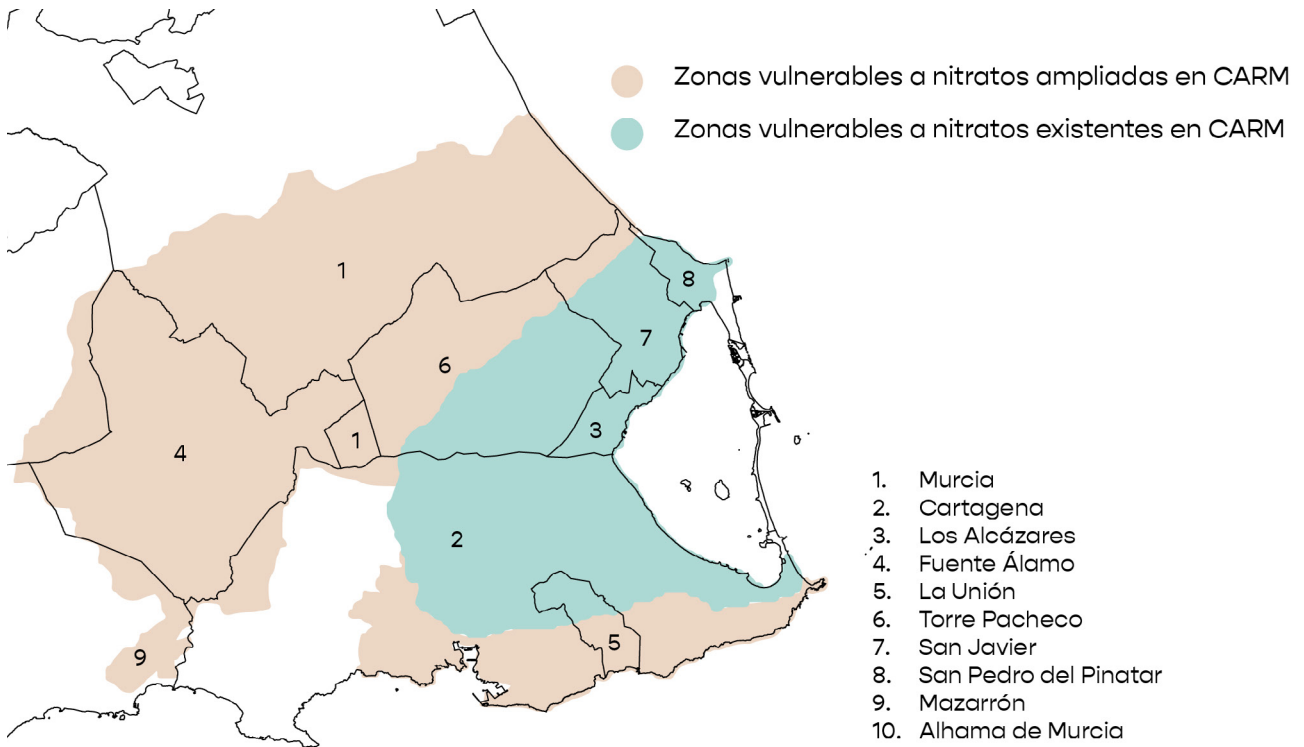 Zonas vulnerables a nitratos ampliadas en CARM
Zonas vulnerables a nitratos existentes en CARM
1
8
7
6
3
1
4
2
5
9
1. Murcia
2. Cartagena
3. Los Alcázares
4. Fuente Álamo
5. La Unión
6. Torre Pacheco
7. San Javier
8. San Pedro del Pinatar
9. Mazarrón
10. Alhama de Murcia